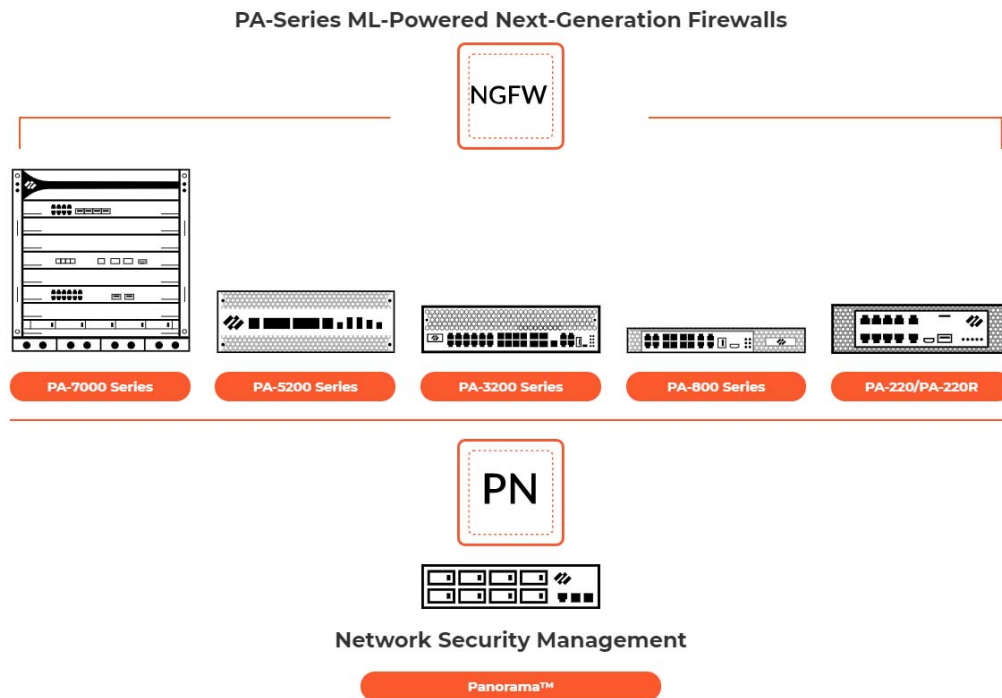 PA-Series ML-Powered Next-Generation Firewalls
NGFW
PA-7000 Series
PA-5200 Series
PA-3200 Series
PA-800 Series
PA-220/PA-220R
PN
Network Security Management
Panorama™